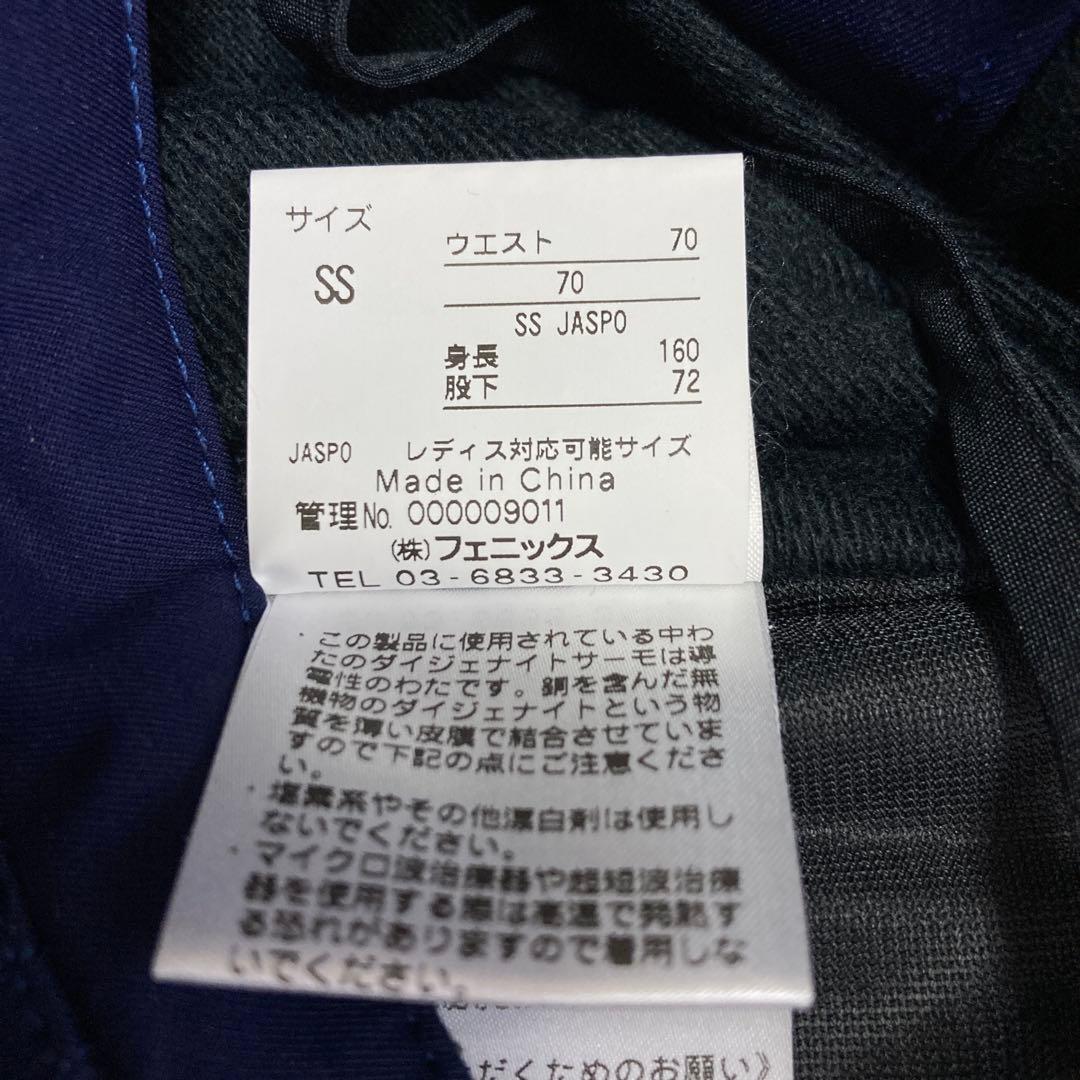 サイズ
SS
ウエスト 70
70
SS JASPO
身長 160
股下 72
JASPO レディス対応可能サイズ
Made in China
管理No. 000009011
(株)フェニックス
TEL 03-6833-3430
・この製品に使用されている中わ
たのダイジェナイトサーモは導
電性のわたです。銅を含んだ無
機物のダイジェナイトという物
質を薄い皮膜で結合させていま
すので下記の点にご注意くださ
い。
・塩素系やその他漂白剤は使用し
ないでください。
・マイクロ波治療器や超短波治療
器を使用する際は高温で発熱す
る恐れがありますので着用しな
いでください。
だくためのお願い》